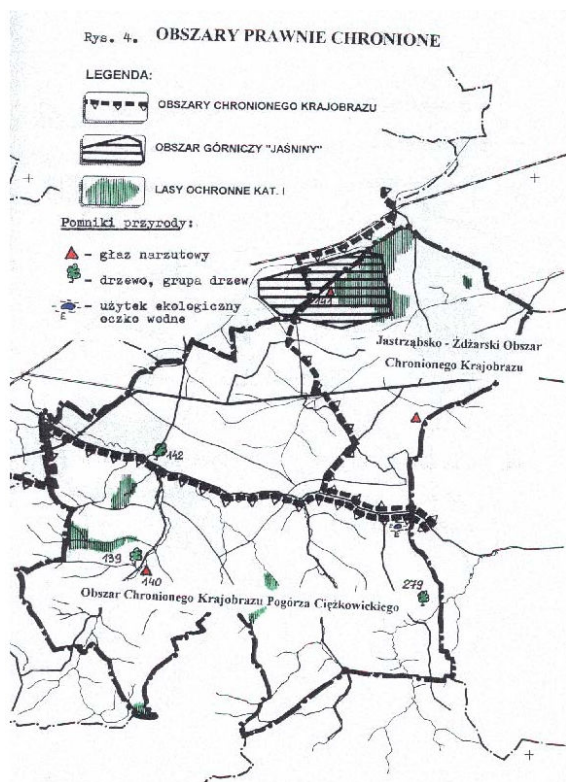 Rys. 4. OBSZARY PRAWNIE CHRONIONE
LEGENDA:
OBSZARY CHRONIONEGO KRAJOBRAZU
OBSZAR GÓRNICZY "JAŚNINY"
LASY OCHRONNE KAT. I
Pomniki przyrody:
- głaz narzutowy
- drzewo, grupa drzew
- użytek ekologiczny
oczko wodne
E
Jastrząbsko - Żdżarski Obszar
Chronionego Krajobrazu
142
139
140
279
Obszar Chronionego Krajobrazu Pogórza Ciężkowickiego